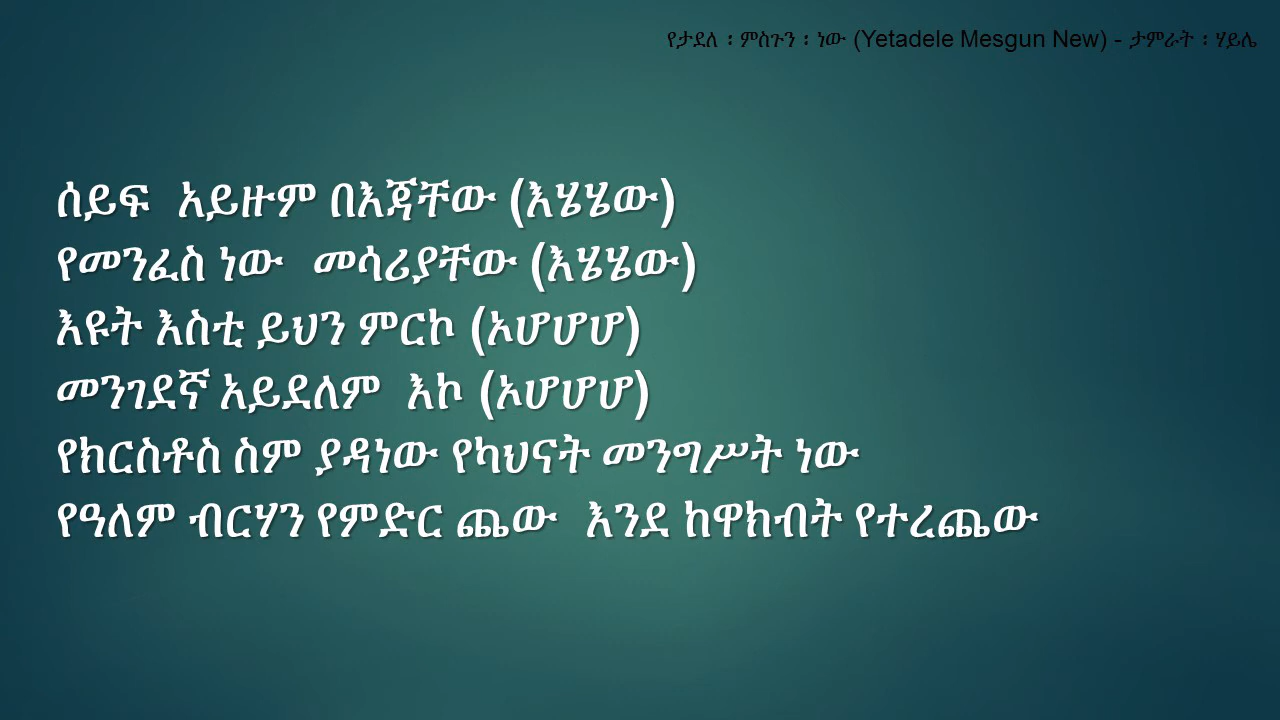 የታደለ ፡ ምስጉን ፡ ነው (Yetadele Mesgun New) - ታምራት ፡ ሃይሌ
ሰይፍ አይዙም በእጃቸው (እሄሄው)
የመንፈስ ነው መሳሪያቸው (እሄሄው)
እዩት እስቲ ይህን ምርኮ (ኦሆሆሆ)
መንገደኛ አይደለም እኮ (ኦሆሆሆ)
የክርስቶስ ስም ያዳነው የካህናት መንግሥት ነው
የዓለም ብርሃን የምድር ጨው እንደ ከዋክብት የተረጨው